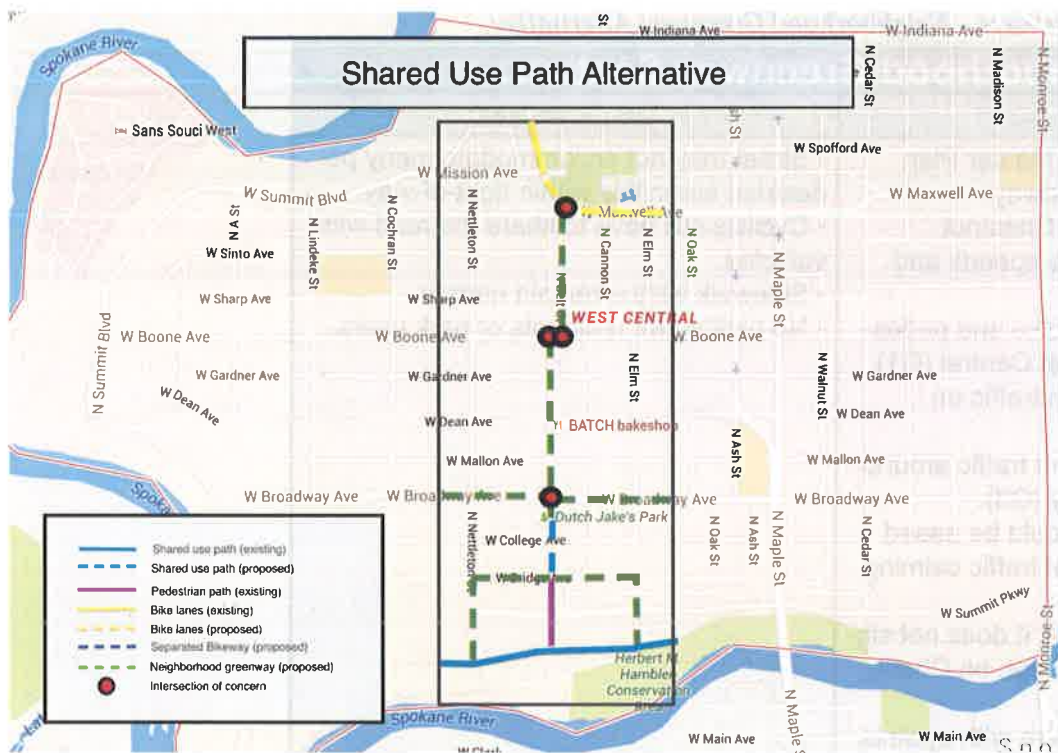 St
W Indiana Ave
W Indiana Ave
Spokane River
Shared Use Path Alternative
N Cedar St
N Madison St
N Monroe St
Sans Souci West
W Spofford Ave
W Mission Ave
W Summit Blvd
W Maxwell Ave
W Maxwell Ave
N A St
N Lindeke St
N Cochran St
N Nettleton St
N Cannon St
N Elm St
N Oak St
N Maple St
W Sinto Ave
W Sharp Ave
W Sharp Ave
WEST CENTRAL
N Summit Blvd
W Boone Ave
W Boone Ave
W Boone Ave
W Gardner Ave
W Gardner Ave
N Elm St
N Walnut St
W Gardner Ave
W Dean Ave
W Dean Ave
BATCH bakeshop
W Dean Ave
N Ash St
W Mallon Ave
W Mallon Ave
W Broadway Ave
W Broadway Ave
W Broadway Ave
W Broadway Ave
Dutch Jake's Park
N Nettleton
W College Ave
N Oak St
N Ash St
N Maple St
N Cedar St
Shared use path (existing)
Shared use path (proposed)
Pedestrian path (existing)
Bike lanes (existing)
Bike lanes (proposed)
Separated Bikeway (proposed)
Neighborhood greenway (proposed)
Intersection of concern
W Summit Pkwy
N Monroe St
Herbert M
Hamblen
Conservation
Area
Spokane River
N Maple St
W Main Ave
W Main Ave